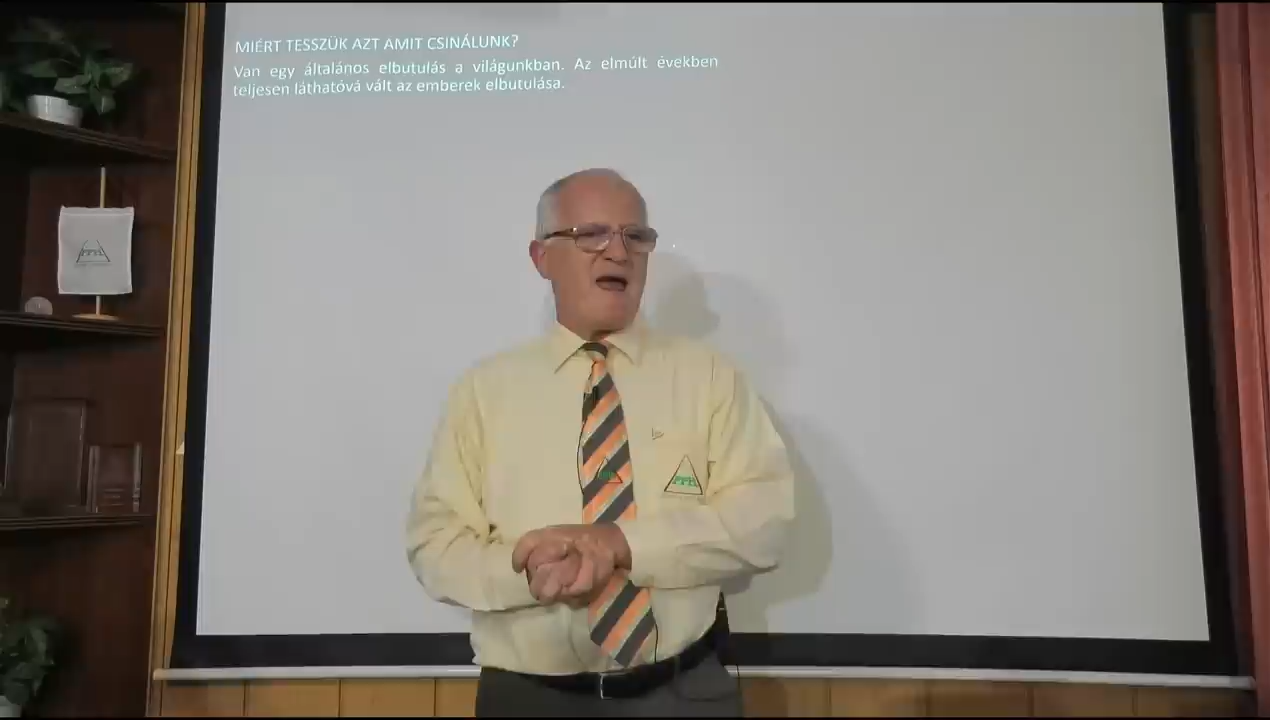 MIÉRT TESSZÜK AZT AMIT CSINÁLUNK?
Van egy általános elbutulás a világunkban. Az elmúlt években
teljesen láthatóvá vált az emberek elbutulása.